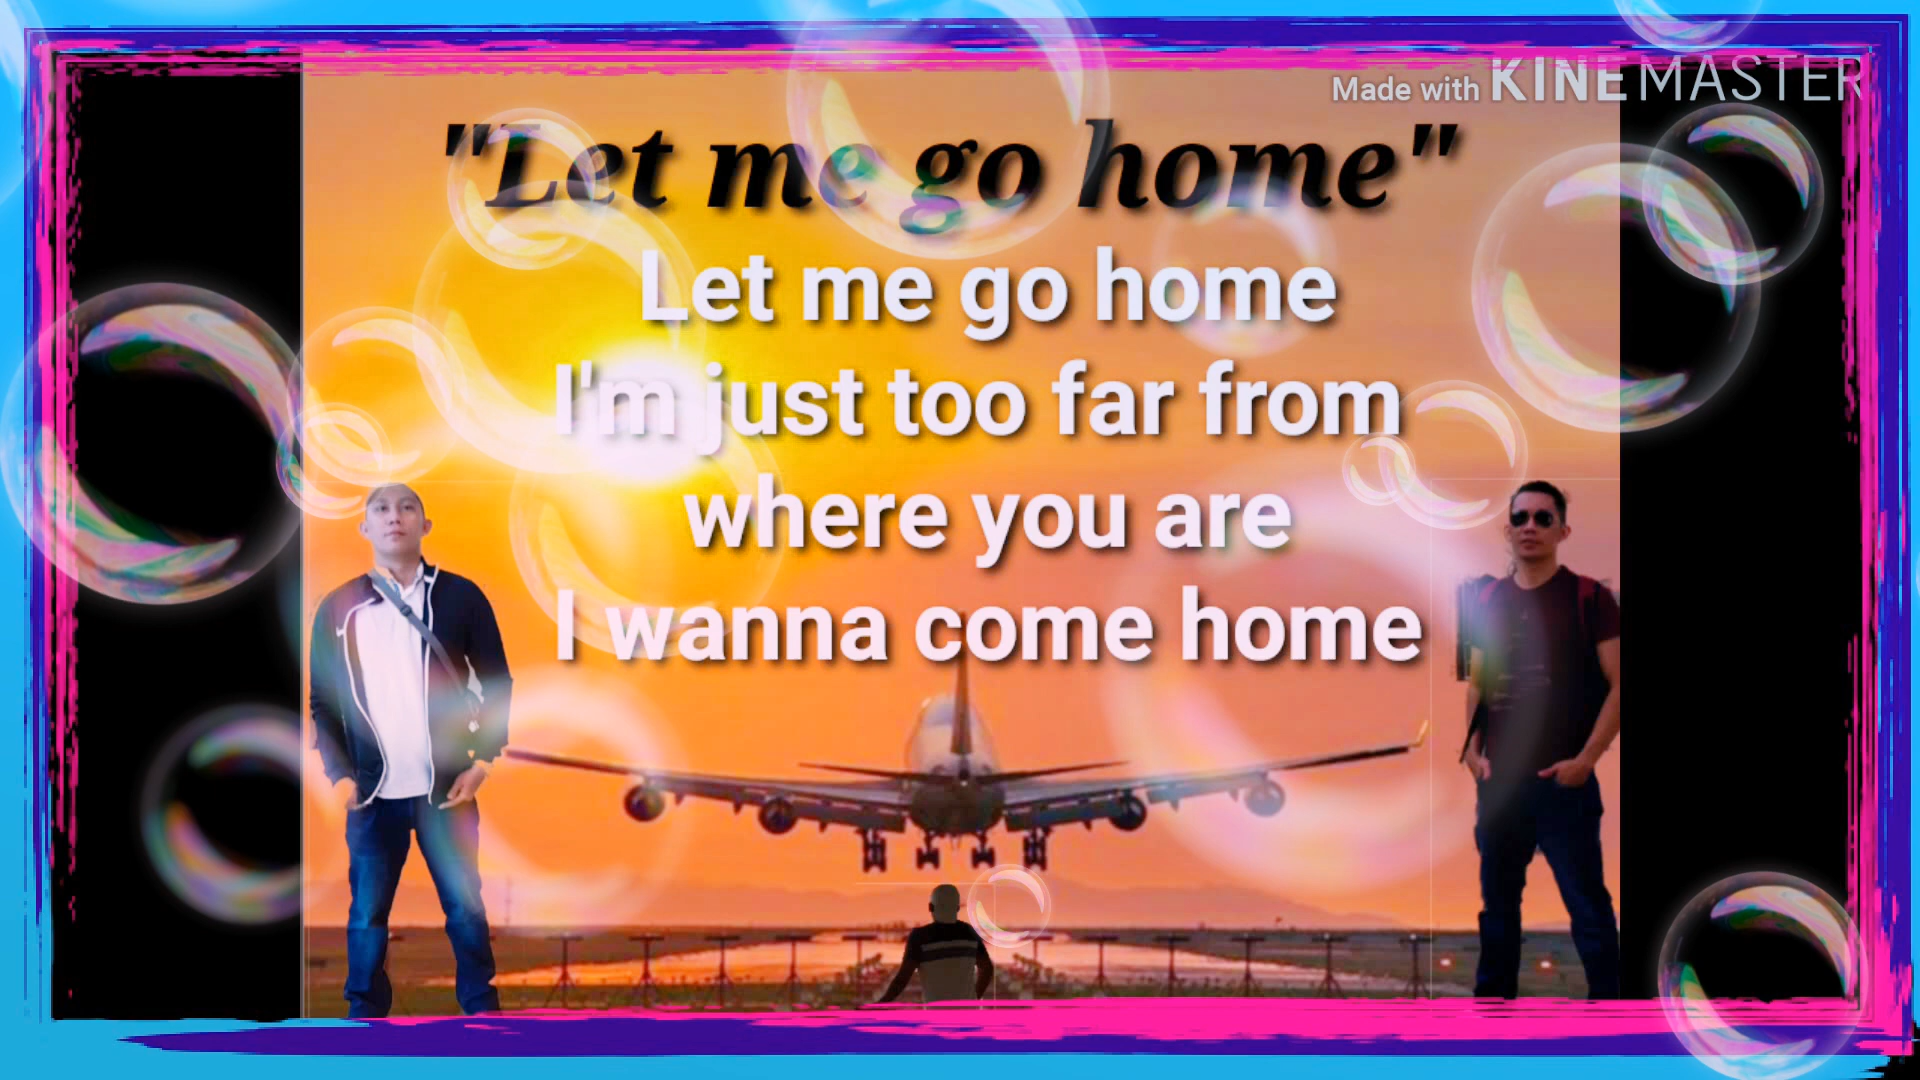 Made with KINEMASTER
"Let me go home"
Let me go home
I'm just too far from
where you are
I wanna come home